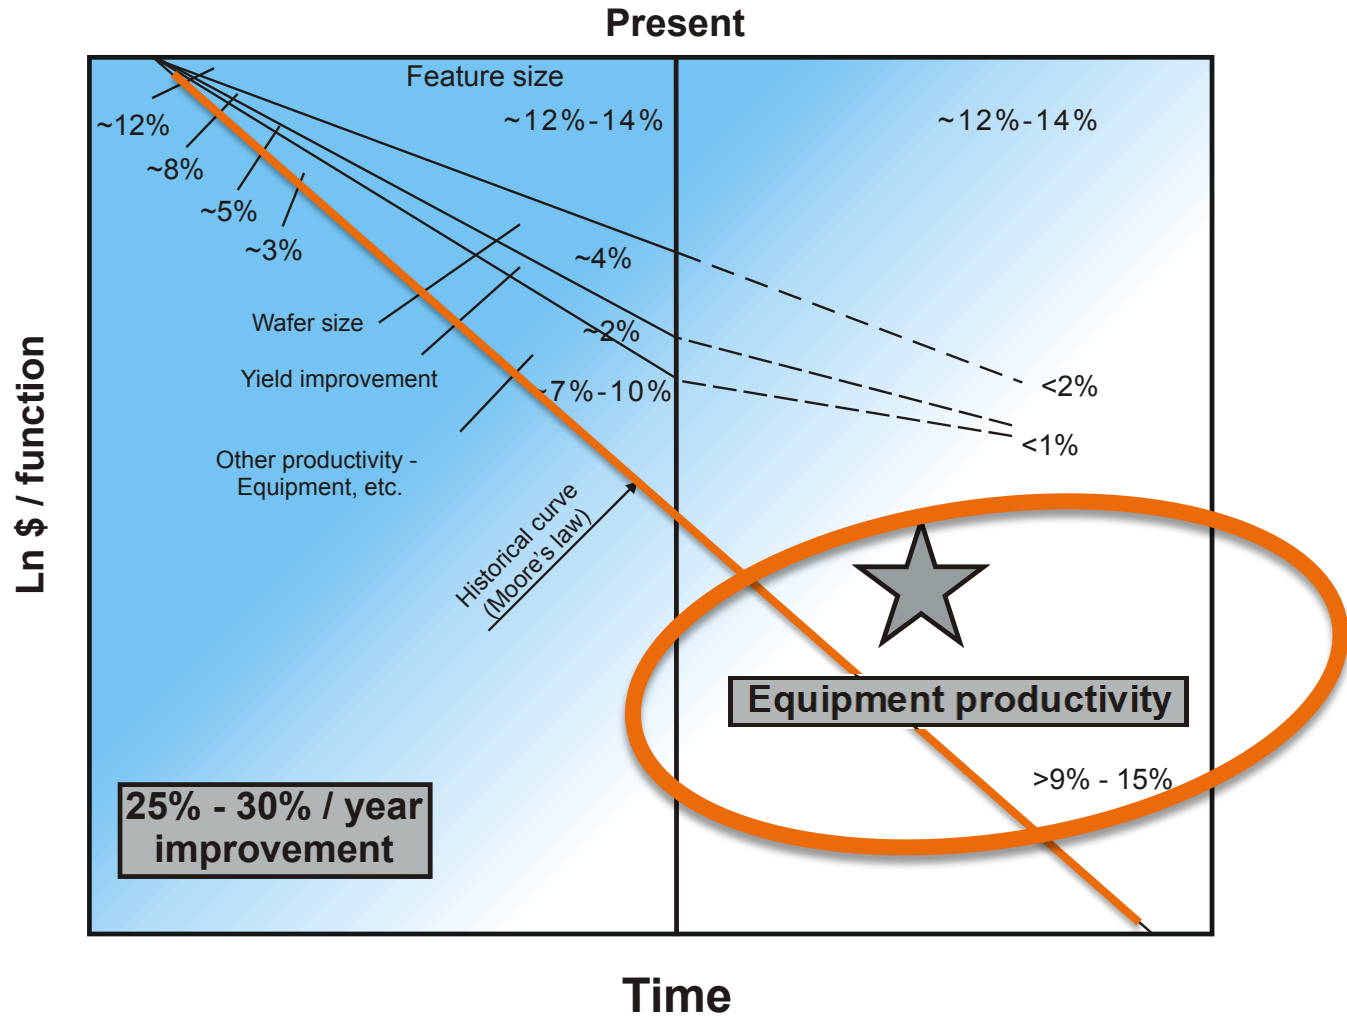 Present
Feature size
~12%-14%
~12%-14%
~12%
~8%
~5%
~3%
~4%
Wafer size
~2%
Yield improvement
~7%-10%
<2%
<1%
Other productivity -
Equipment, etc.
Historical curve
(Moore's law)
Ln $ / function
Equipment productivity
>9% - 15%
25% - 30% / year
improvement
Time